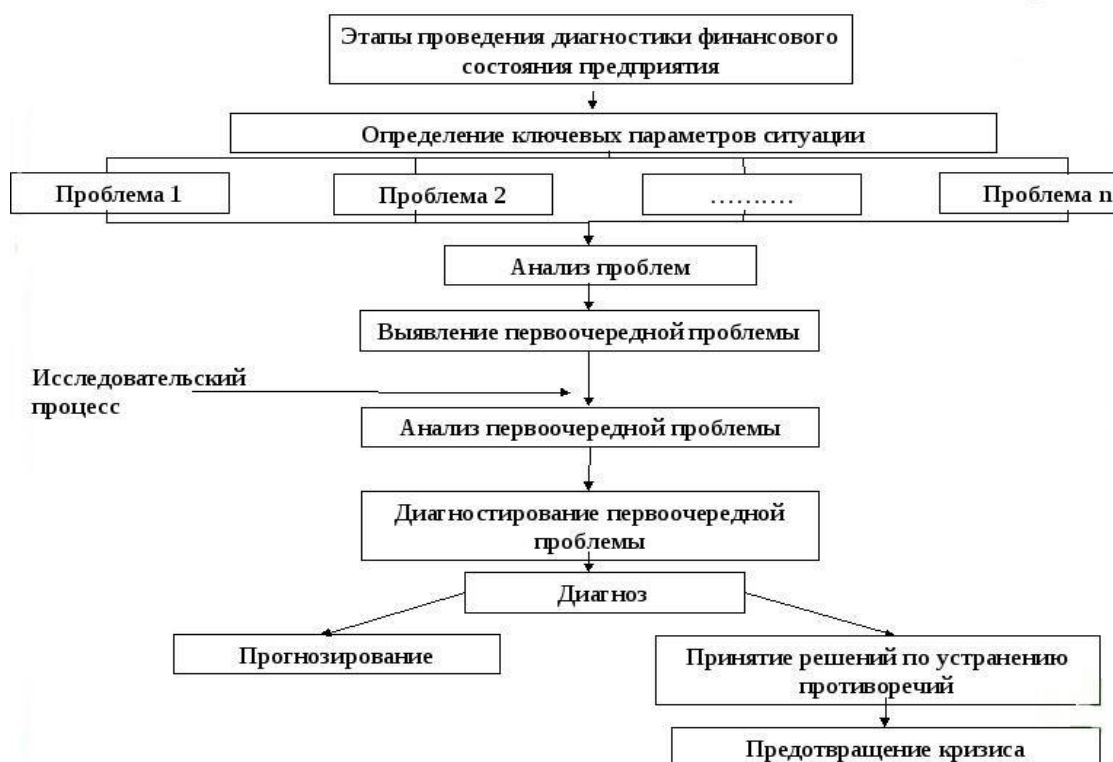 Этапы проведения диагностики финансового
состояния предприятия
Определение ключевых параметров ситуации
Проблема 1
Проблема 2
……….
Проблема n
Анализ проблем
Выявление первоочередной проблемы
Исследовательский
процесс
Анализ первоочередной проблемы
Диагностирование первоочередной
проблемы
Диагноз
Прогнозирование
Принятие решений по устранению
противоречий
Предотвращение кризиса